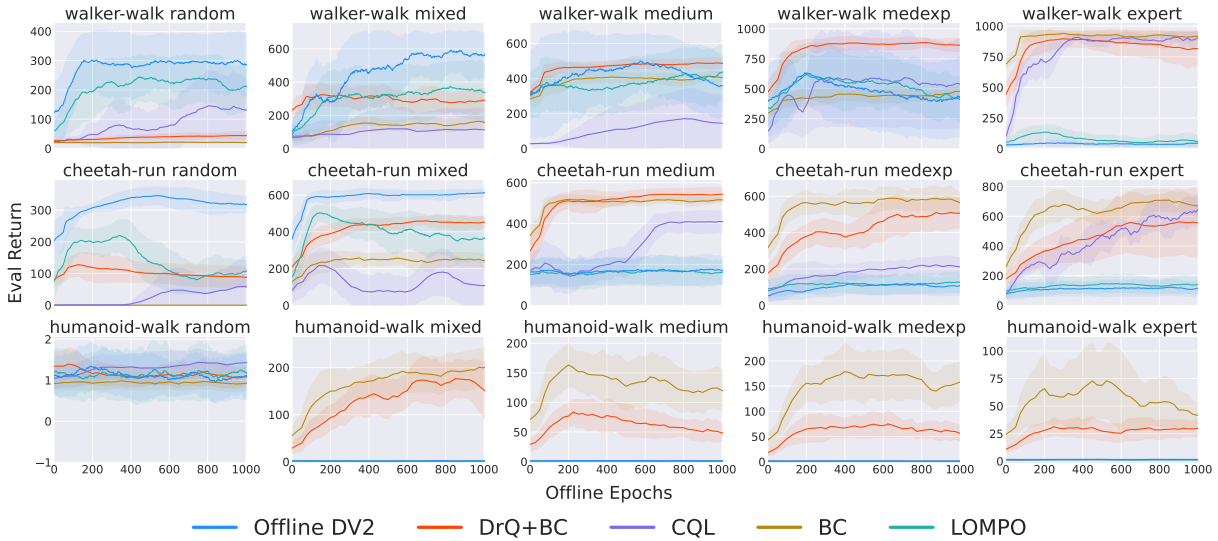 walker-walk random
walker-walk mixed
walker-walk medium
walker-walk medexp
walker-walk expert
400
300
200
100
0
600
400
200
0
600
400
200
0
1000
750
500
250
0
1000
750
500
250
0
cheetah-run random
cheetah-run mixed
cheetah-run medium
cheetah-run medexp
cheetah-run expert
Eval Return
300
200
100
0
600
400
200
0
600
400
200
0
600
400
200
0
800
600
400
200
0
humanoid-walk random
humanoid-walk mixed
humanoid-walk medium
humanoid-walk medexp
humanoid-walk expert
2
1
0
−1
200
100
0
200
150
100
50
0
200
150
100
50
0
100
75
50
25
0
0 200 400 600 800 1000
0 200 400 600 800 1000
0 200 400 600 800 1000
0 200 400 600 800 1000
0 200 400 600 800 1000
Offline Epochs
Offline DV2 DrQ+BC CQL BC LOMPO